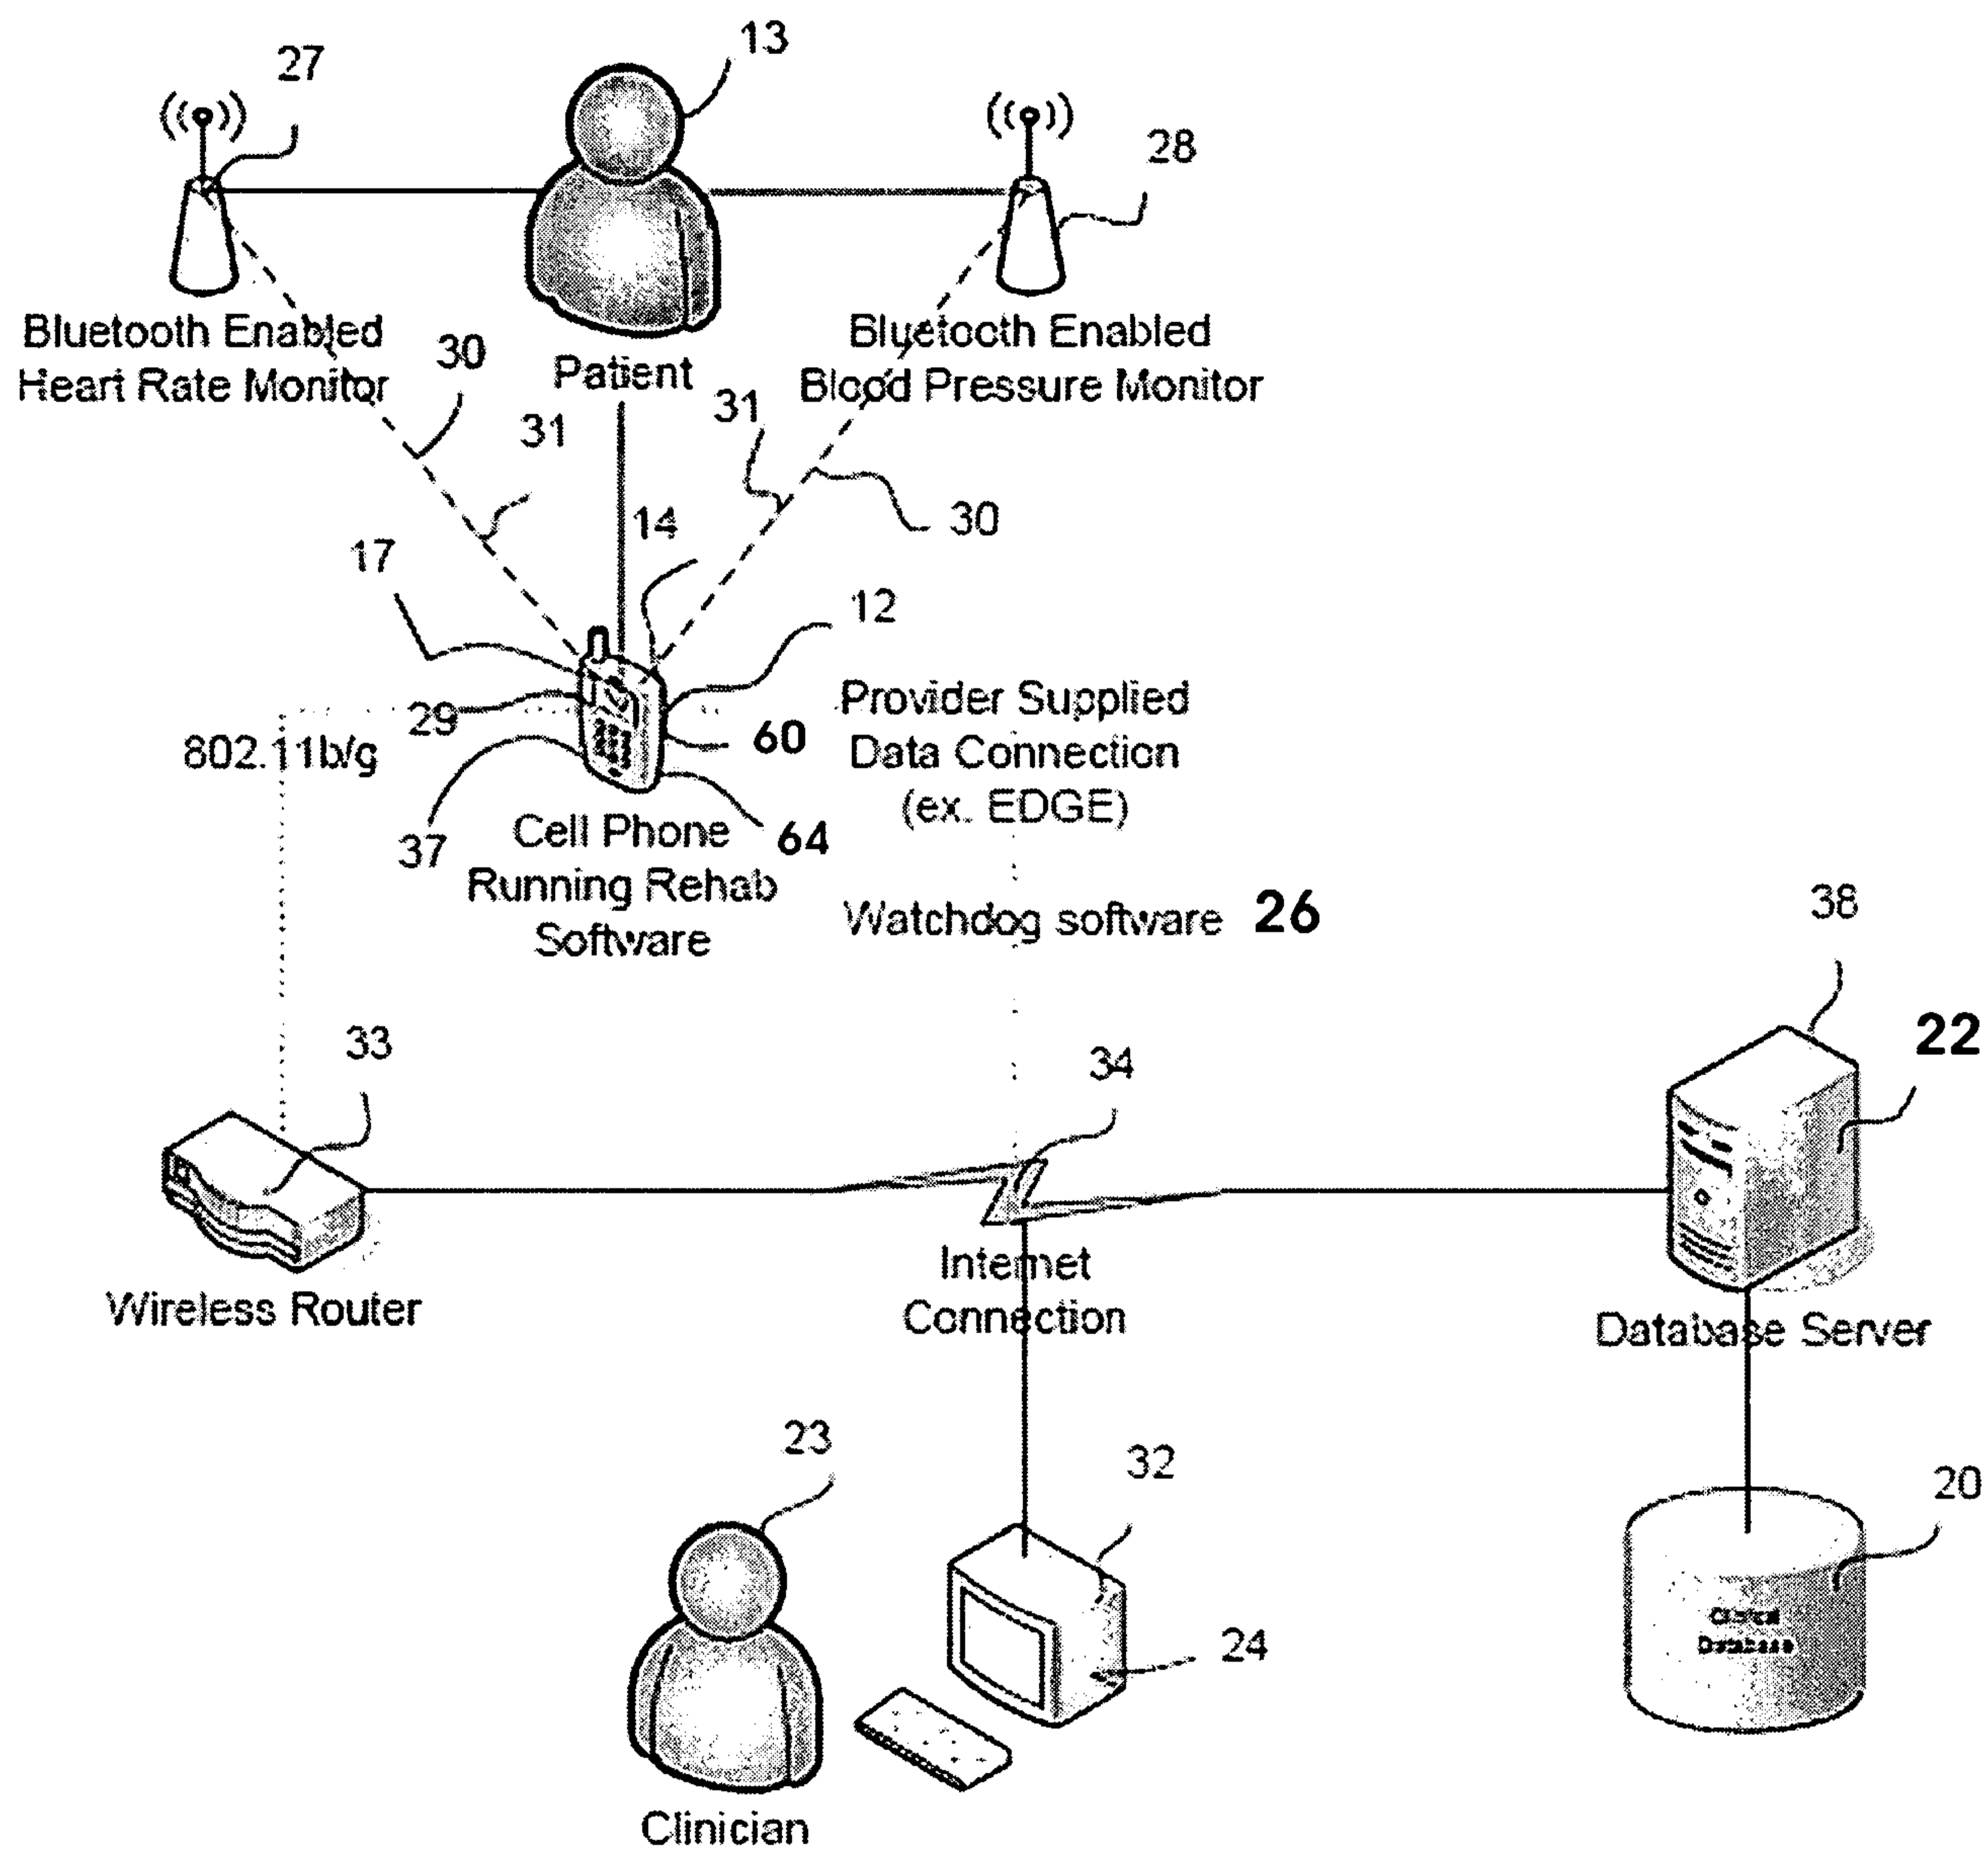 13
27
28
Bluetooth Enabled
Heart Rate Monitor
30
Patient
Bluetooth Enabled
Blood Pressure Monitor
31
31
30
14
17
12
29
60
802.11b/g
37
64
Cell Phone
Running Rehab
Software
Provider Supplied
Data Connection
(ex. EDGE)
Watchdog software 26
38
22
33
34
Wireless Router
Internet
Connection
Database Server
23
32
20
24
Clinical
Database
Clinician